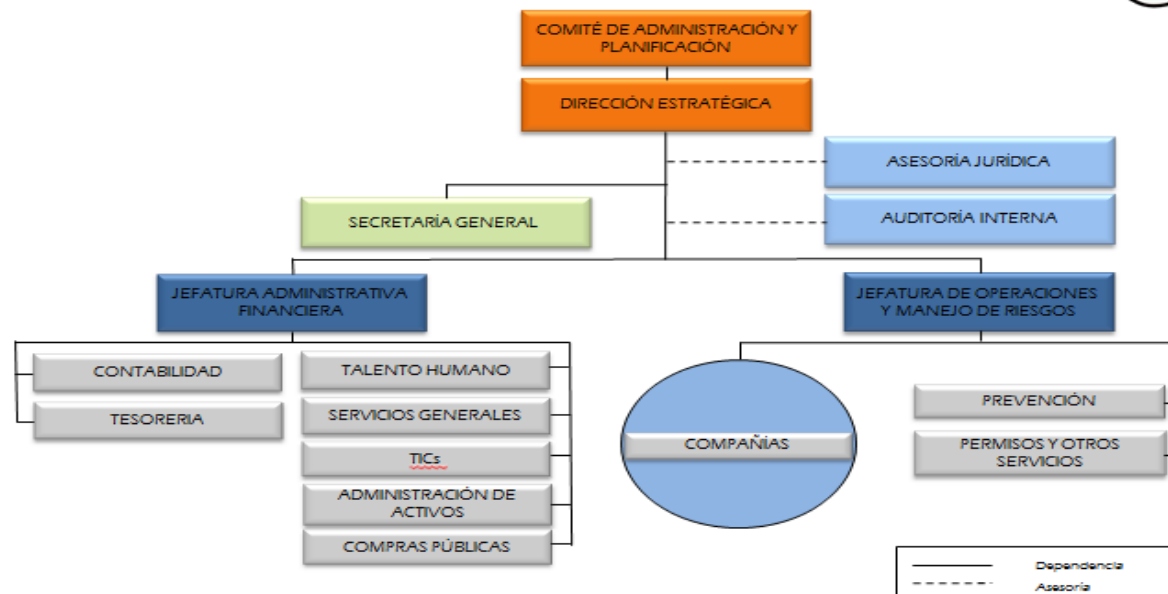 COMITÉ DE ADMINISTRACIÓN Y
PLANIFICACIÓN
DIRECCIÓN ESTRATÉGICA
ASESORÍA JURÍDICA
SECRETARÍA GENERAL
AUDITORÍA INTERNA
JEFATURA ADMINISTRATIVA
FINANCIERA
JEFATURA DE OPERACIONES
Y MANEJO DE RIESGOS
CONTABILIDAD
TESORERIA
TALENTO HUMANO
SERVICIOS GENERALES
TICs
ADMINISTRACIÓN DE
ACTIVOS
COMPRAS PÚBLICAS
COMPAÑÍAS
PREVENCIÓN
PERMISOS Y OTROS
SERVICIOS
Dependencia
Asesoría